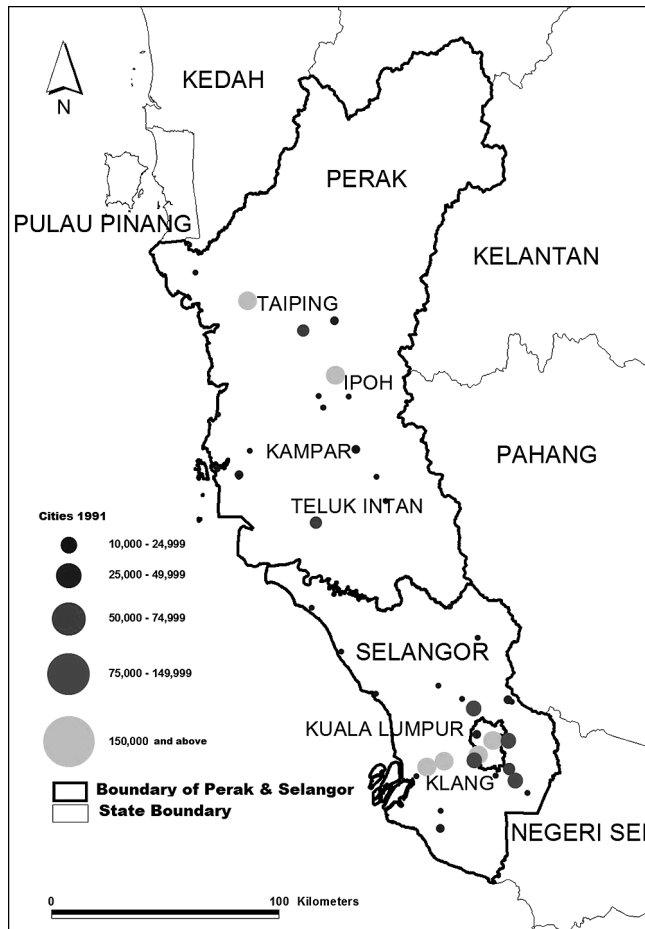 KEDAH
N
PERAK
PULAU PINANG
KELANTAN
TAIPING
IPOH
KAMPAR
PAHANG
TELUK INTAN
Cities 1991
10,000 - 24,999
25,000 - 49,999
50,000 - 74,999
75,000 - 149,999
150,000 and above
SELANGOR
KUALA LUMPUR
KLANG
Boundary of Perak & Selangor
State Boundary
NEGERI SE
0 100 Kilometers